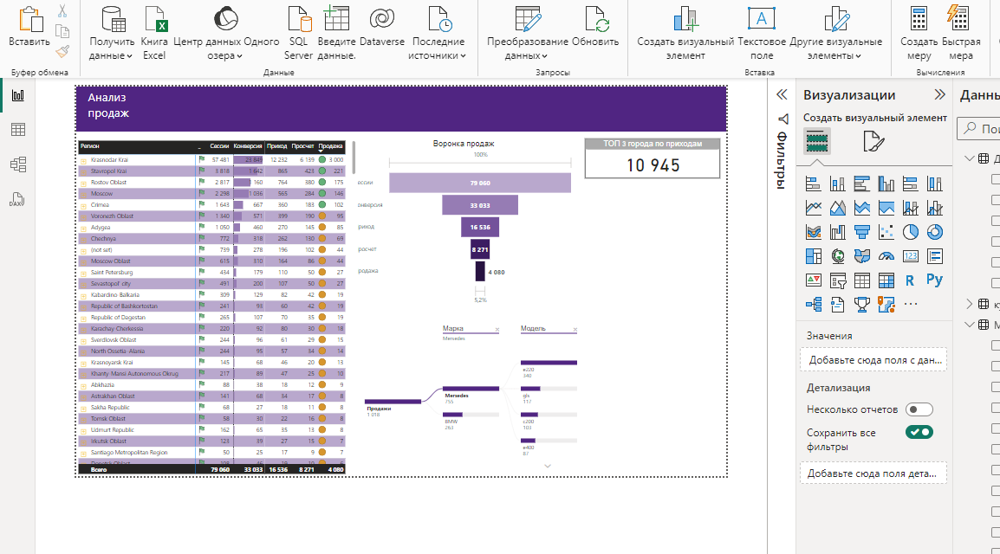 Вставить
Получить данные
Книга Excel
Центр данных Одного озера
SQL Server
Введите данные.
Dataverse
Последние источники
Преобразование данных
Обновить
Создать визуальный элемент
Текстовое поле
Другие визуальные элементы
Создать меру
Быстрая мера
Буфер обмена
Данные
Запросы
Вставка
Вычисления
Анализ
продаж
Регион Сессии Конверсия Приход Просчет Продажа
Krasnodar Krai 57 481 23 849 12 232 6 139 3 000
Stavropol Krai 3 818 1 642 865 423 221
Rostov Oblast 2 817 1 160 764 380 175
Moscow 2 298 1 036 565 284 146
Crimea 1 643 667 360 183 102
Voronezh Oblast 1 340 571 399 190 95
Adygea 1 050 460 270 145 85
Chechnya 772 318 262 130 69
(not set) 739 278 196 102 44
Moscow Oblast 615 310 164 86 44
Saint Petersburg 434 179 110 50 27
Sevastopol' city 491 200 107 50 27
Kabardino-Balkaria 309 129 82 42 19
Republic of Bashkortostan 241 93 60 42 19
Republic of Dagestan 265 107 70 35 19
Karachay Cherkessia 220 92 80 30 18
Sverdlovsk Oblast 244 96 61 29 15
North Ossetia-Alania 244 95 57 34 14
Krasnoyarsk Krai 145 68 46 20 13
Khanty-Mansi Autonomous Okrug 217 89 47 25 10
Abkhazia 88 38 18 12 9
Astrakhan Oblast 141 68 34 17 8
Sakha Republic 68 27 18 11 8
Tomsk Oblast 58 30 22 16 8
Udmurt Republic 162 65 35 13 8
Irkutsk Oblast 123 39 27 15 7
Santiago Metropolitan Region 50 25 17 9 7
Всего 79 060 33 033 16 536 8 271 4 080
Воронка продаж
100%
ессии 79 060
онверсия 33 033
риход 16 536
росчет 8 271
родажа 4 080
5,2%
ТОП 3 города по приходам
10 945
Марка
Mersedes
Модель
Продажи
1 018
Mersedes
755
BMW
263
e220
340
gls
117
c200
103
e400
87
Фильтры
Визуализации
Создать визуальный элемент
123
R
Py
Значения
Добавьте сюда поля с дан...
Детализация
Несколько отчетов
Сохранить все
фильтры
Добавьте сюда поля дета...
Данны
Пои
DAX